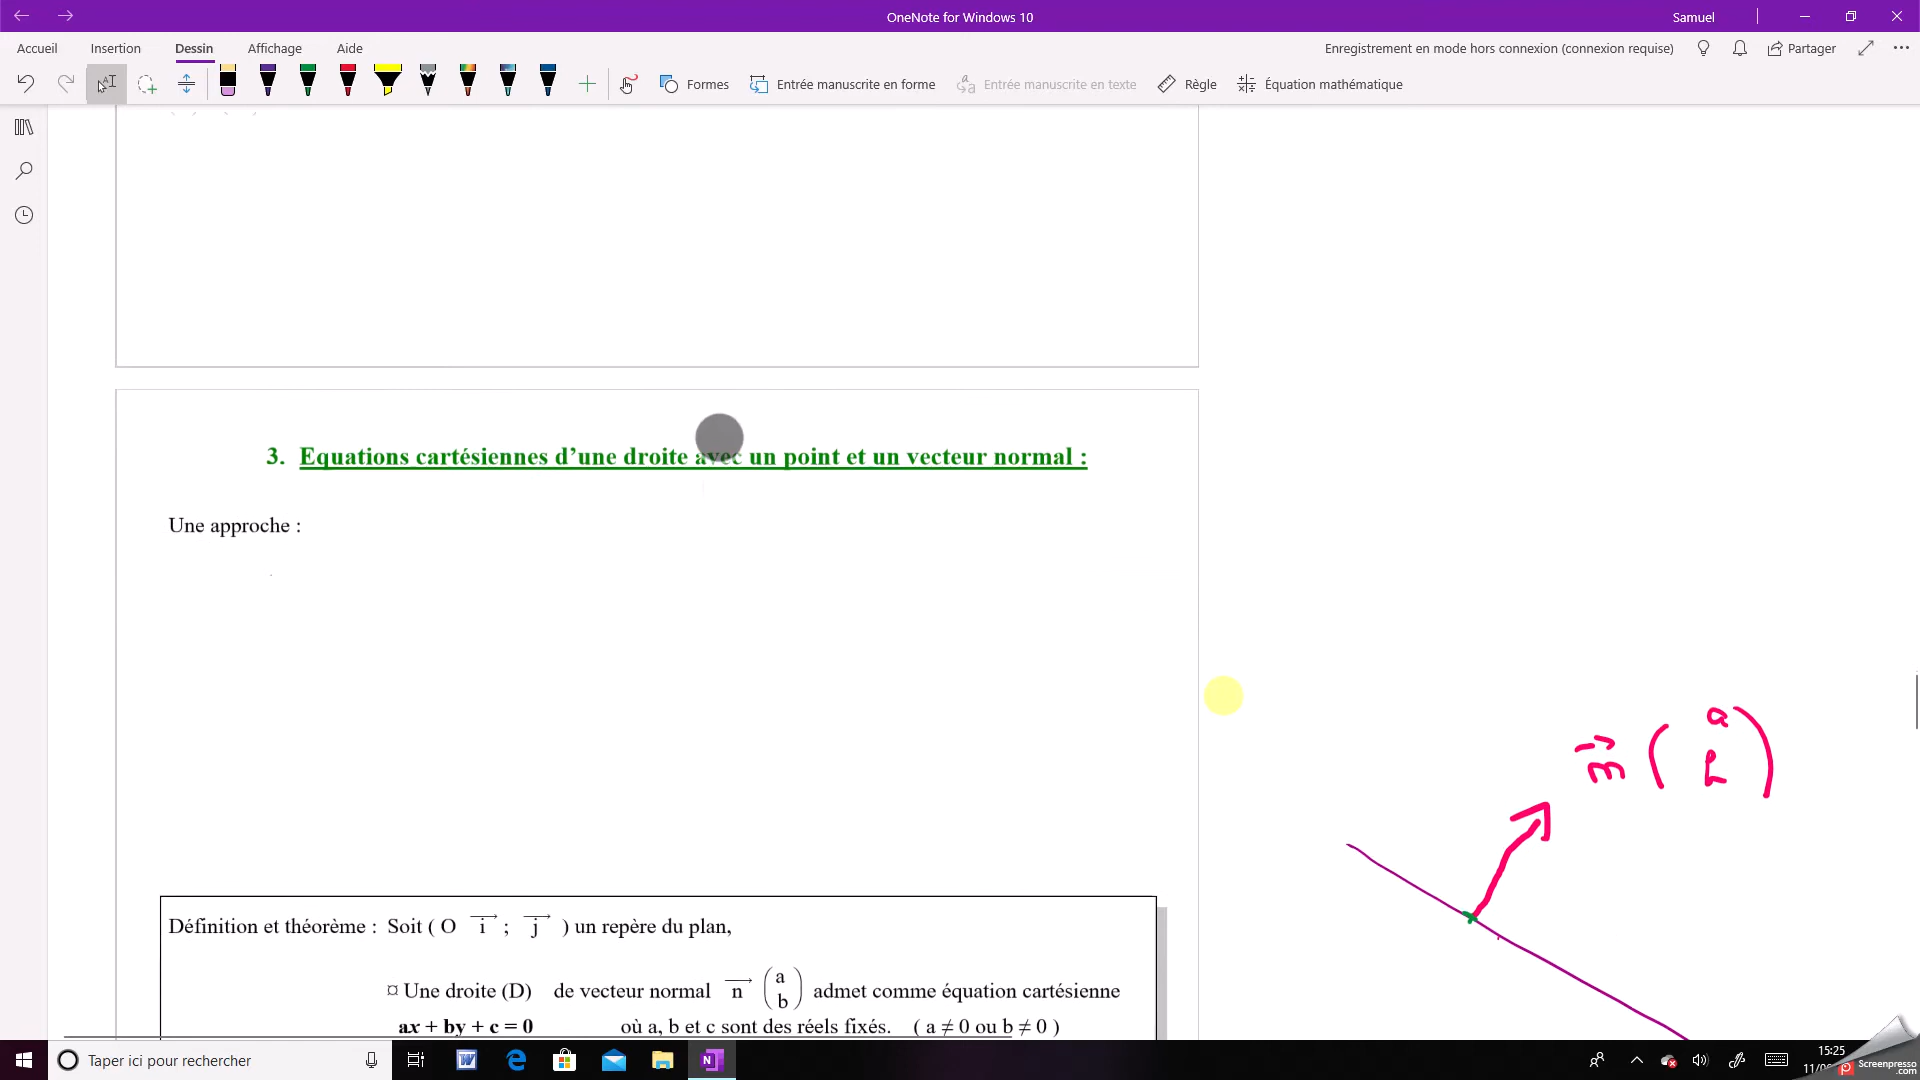 OneNote for Windows 10
Samuel
Accueil Insertion Dessin Affichage Aide
Enregistrement en mode hors connexion (connexion requise) Partager
Formes Entrée manuscrite en forme Entrée manuscrite en texte Règle Équation mathématique
3. Equations cartésiennes d'une droite avec un point et un vecteur normal :
Une approche :
Définition et théorème : Soit ( O i ; j ) un repère du plan,
¤ Une droite (D) de vecteur normal n (a b) admet comme équation cartésienne
ax + by + c = 0 où a, b et c sont des réels fixés. ( a ≠ 0 ou b ≠ 0 )
a
Taper ici pour rechercher
15:25
Screenpresso
.com